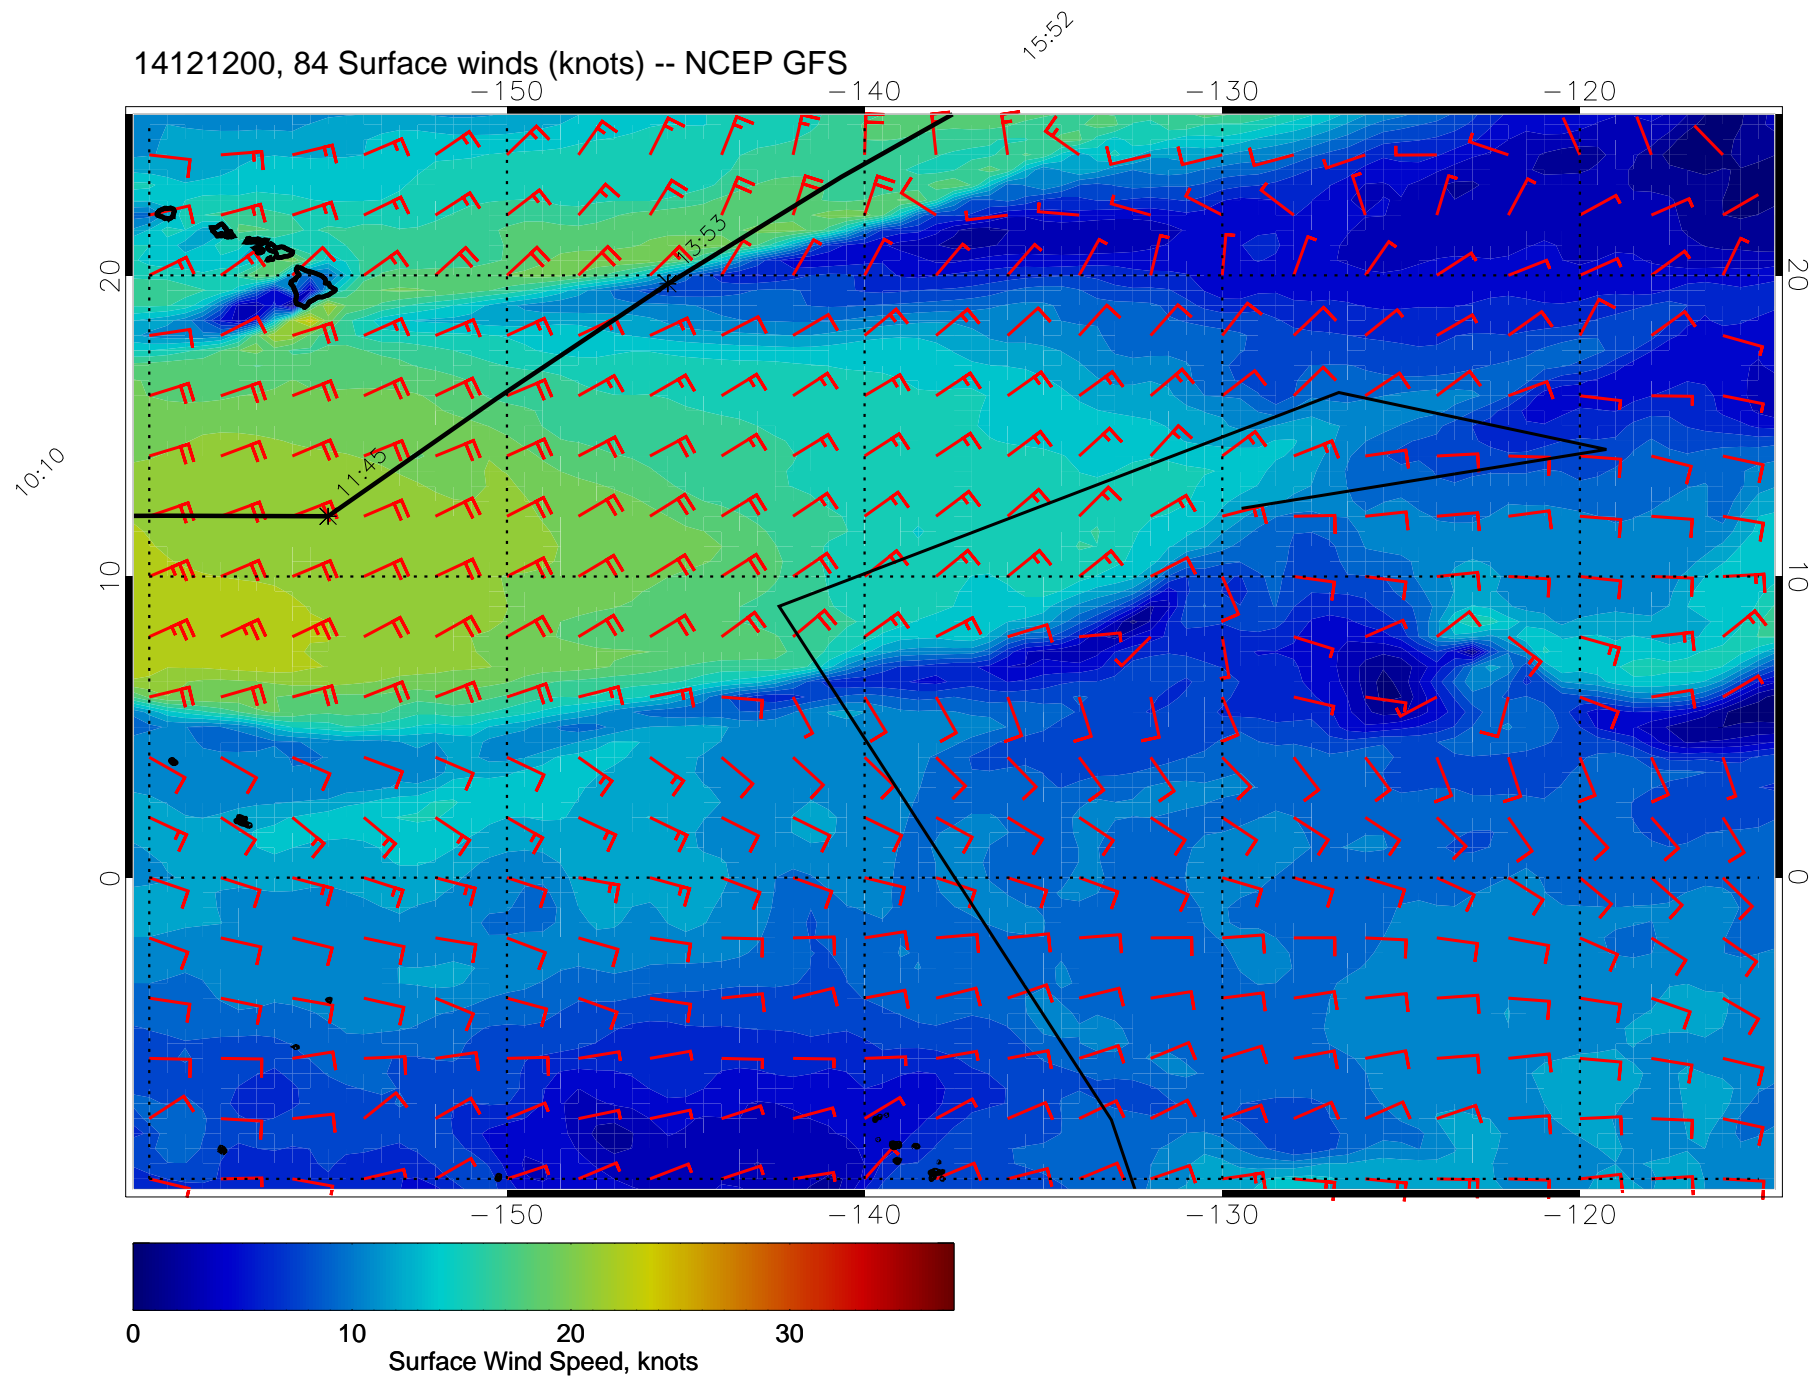 15:52
14121200, 84 Surface winds (knots) -- NCEP GFS
−150 −140 −130 −120
13:53
20 20
11:45
10:10
10 10
0 0
−150 −140 −130 −120
0 10 20 30
Surface Wind Speed, knots